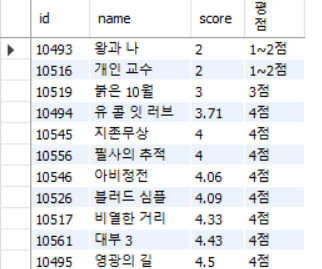 id name score 평점
10493 왕과 나 2 1~2점
10516 개인 교수 2 1~2점
10519 붉은 10월 3 3점
10494 유 콜 잇 러브 3.71 4점
10545 지존무상 4 4점
10556 필사의 추적 4 4점
10546 아비정전 4.06 4점
10526 블러드 심플 4.09 4점
10517 비열한 거리 4.33 4점
10561 대부 3 4.43 4점
10495 영광의 길 4.5 4점